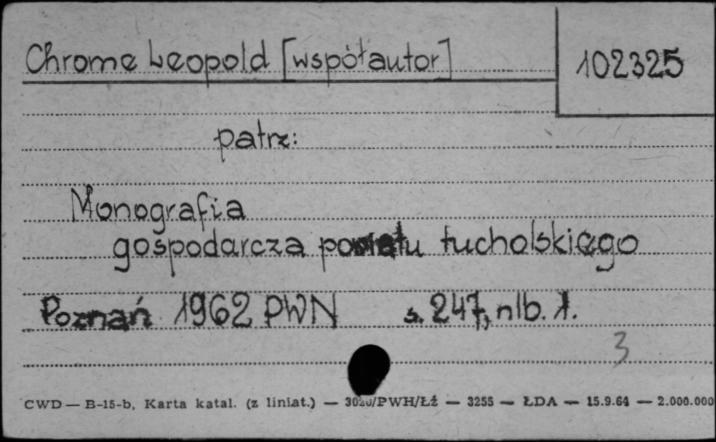 Chrome Leopold [współautor]
102325
patrz:
Monografia
gospodarcza powiatu tucholskiego
Poznań 1962 PWN s. 247, nlb. 1.
3
CWD — B-15-b, Karta katal. (z liniat.) — /PWH/Łź — 3255 — ŁDA — 15.9.64 — 2.000.000